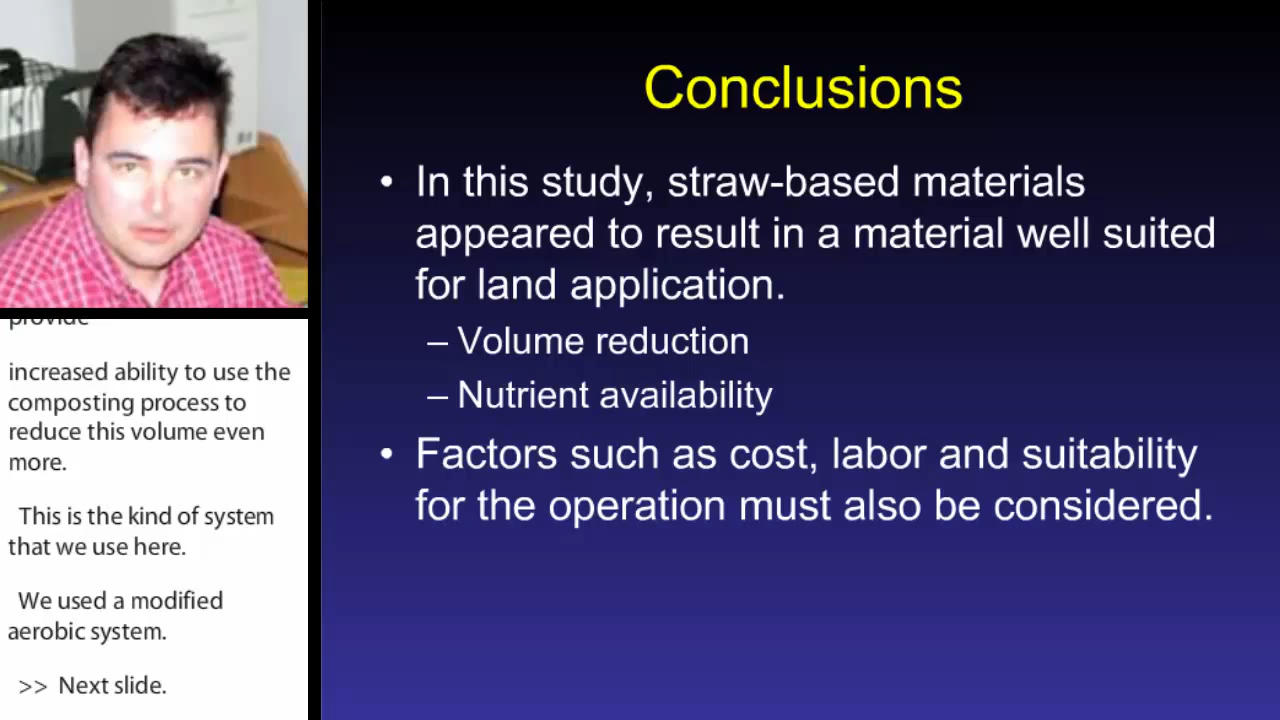 Conclusions
• In this study, straw-based materials
appeared to result in a material well suited
for land application.
– Volume reduction
– Nutrient availability
• Factors such as cost, labor and suitability
for the operation must also be considered.
provide
increased ability to use the
composting process to
reduce this volume even
more.
This is the kind of system
that we use here.
We used a modified
aerobic system.
>> Next slide.